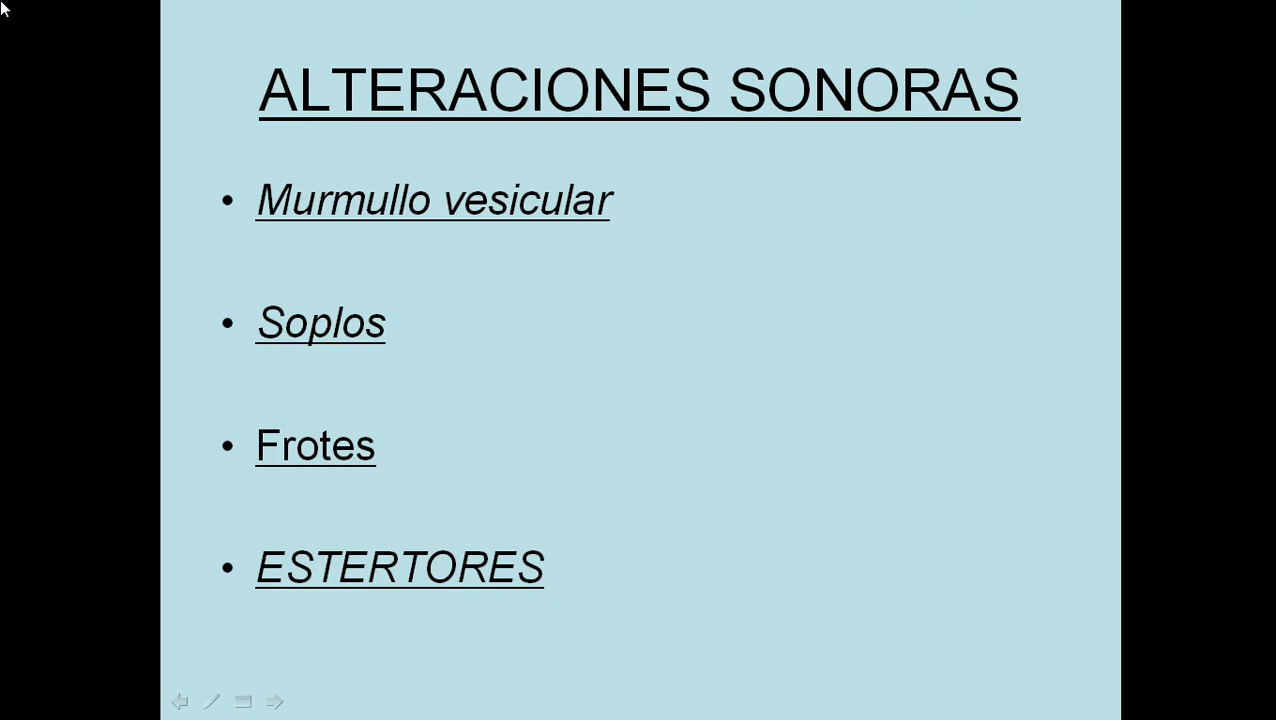 ALTERACIONES SONORAS
• Murmullo vesicular
• Soplos
• Frotes
• ESTERTORES